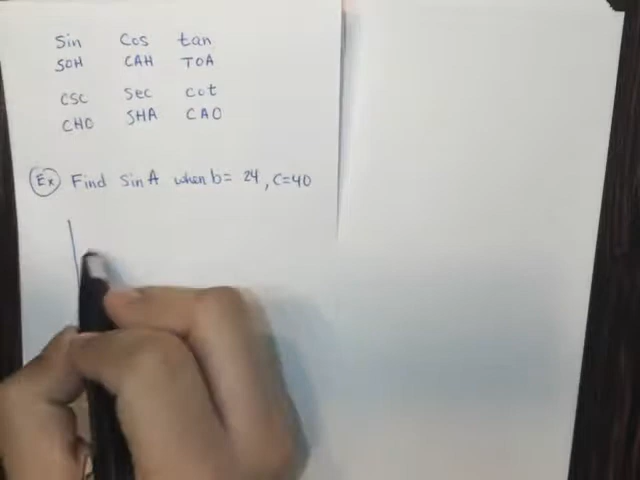 Sin Cos tan
SOH CAH TOA
CSC Sec cot
CHO SHA CAO
Ex Find Sin A when b= 24, C=40